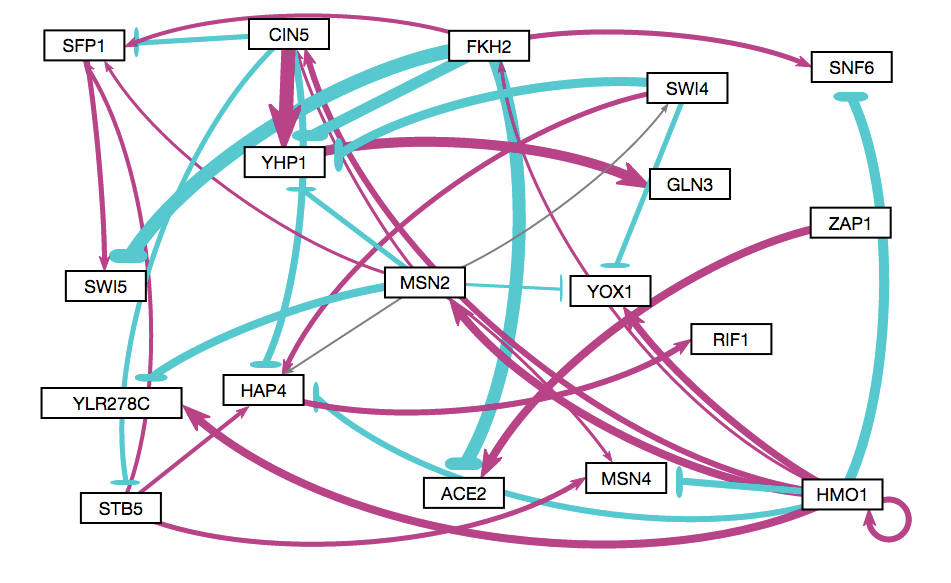 CIN5
SFP1
FKH2
SNF6
SWI4
YHP1
GLN3
ZAP1
SWI5
MSN2
YOX1
RIF1
HAP4
YLR278C
MSN4
ACE2
HMO1
STB5